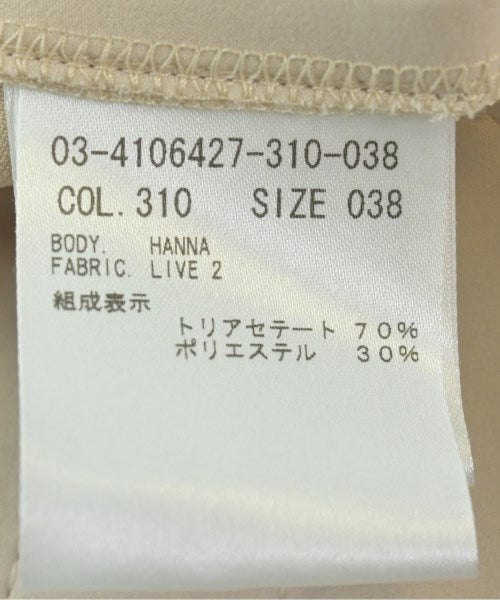 03-4106427-310-038
COL. 310 SIZE 038
BODY. HANNA
FABRIC. LIVE 2
組成表示
トリアセテート 70%
ポリエステル 30%